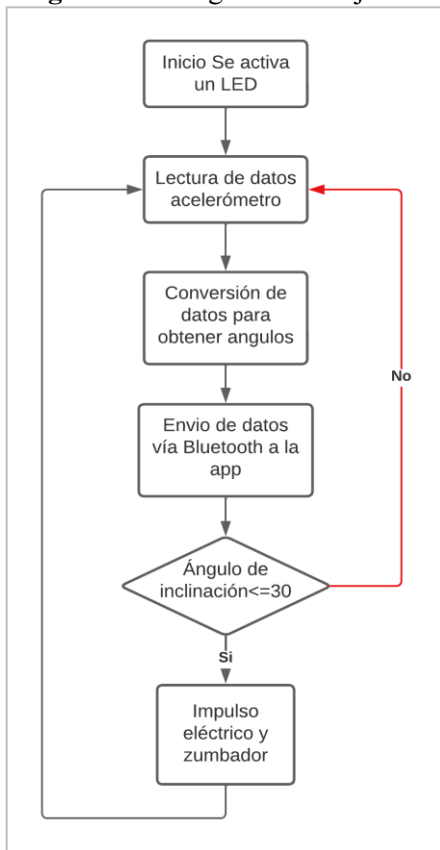 Inicio Se activa
un LED
Lectura de datos
acelerómetro
Conversión de
datos para
obtener angulos
No
Envio de datos
vía Bluetooth a la
app
Ángulo de
inclinación<=30
Si
Impulso
eléctrico y
zumbador